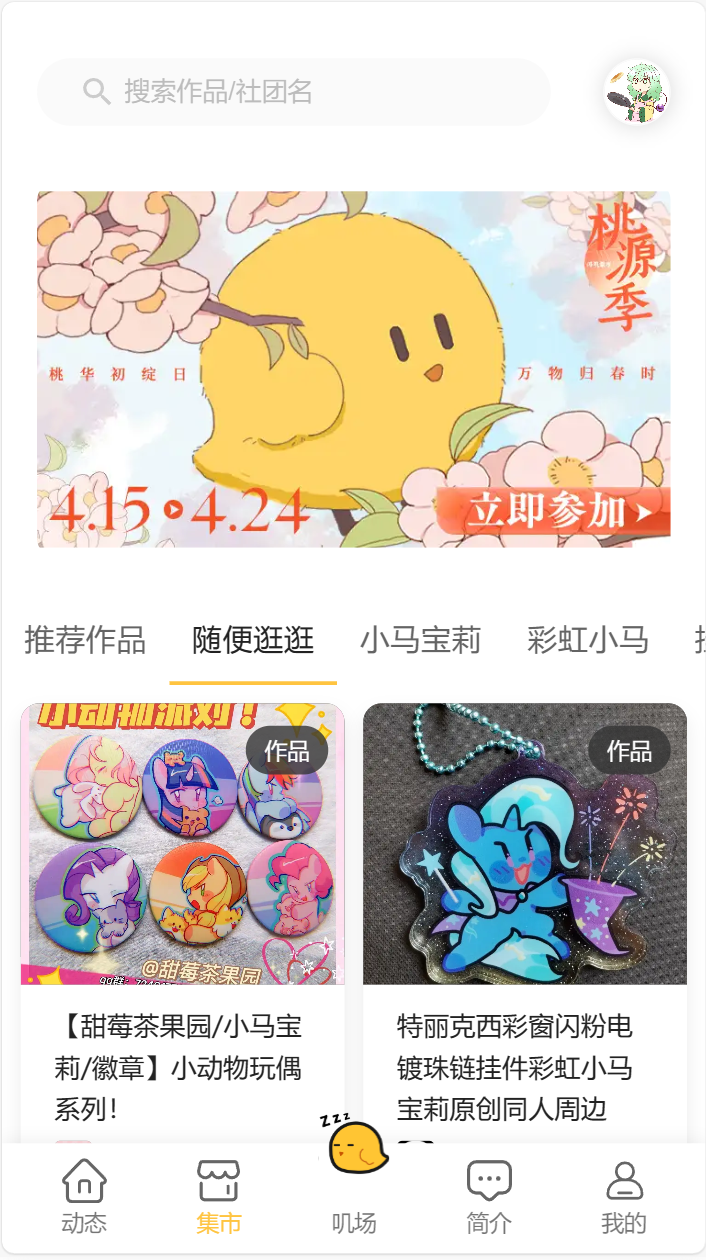 搜索作品/社团名
桃源季
桃华初绽日
万物归春时
4.15
4.24
立即参加
推荐作品
随便逛逛
小马宝莉
彩虹小马
小动物派对！
作品
作品
@甜莓茶果园
【甜莓茶果园/小马宝
莉/徽章】小动物玩偶
系列！
特丽克西彩窗闪粉电
镀珠链挂件彩虹小马
宝莉原创同人周边
zzz
动态
集市
叽场
简介
我的